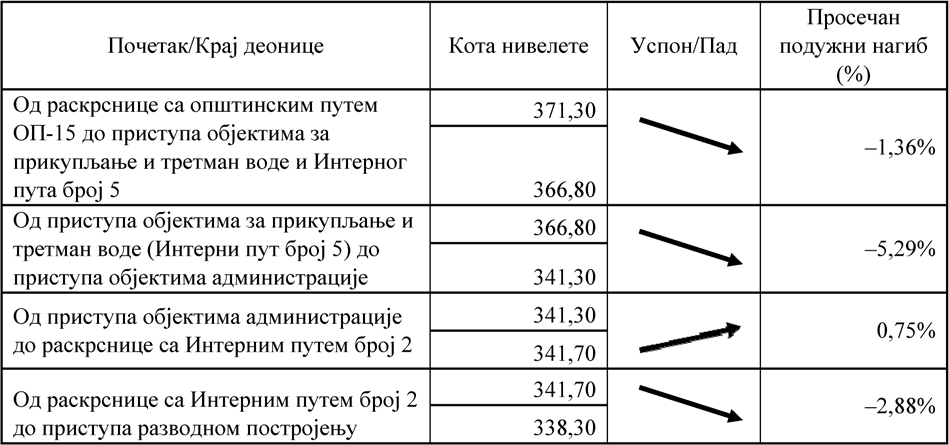 Почетак/Крај деонице
Кота нивелете
Успон/Пад
Просечан
подужни нагиб
(%)
Од раскрснице са општинским путем
ОП-15 до приступа објектима за
прикупљање и третман воде и Интерног
пута број 5
371,30
366,80
–1,36%
Од приступа објектима за прикупљање и
третман воде (Интерни пут број 5) до
приступа објектима администрације
366,80
341,30
–5,29%
Од приступа објектима администрације
до раскрснице са Интерним путем број 2
341,30
341,70
0,75%
Од раскрснице са Интерним путем број 2
до приступа разводном постројењу
341,70
338,30
–2,88%